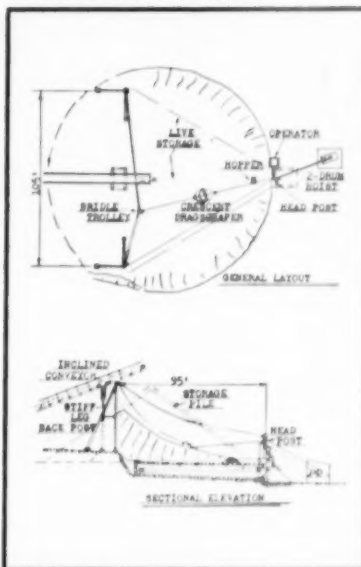 OPERATOR
LIVE
STORAGE
HOPPER
2-DRUM
HOIST
105'
BRIDLE
TROLLEY
CRESCENT
DRAGSCRAPER
HEAD POST
GENERAL LAYOUT
INCLINED
CONVEYOR
95'
STORAGE
PILE
STIFF
LEG
BACK POST
HEAD
POST
SECTIONAL ELEVATION